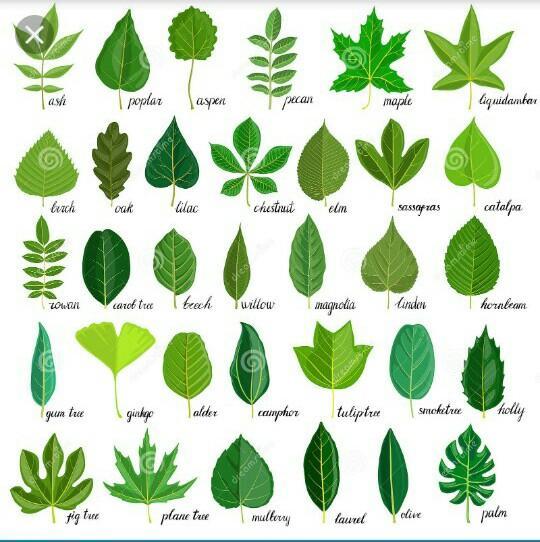 ash poplar aspen pecan maple liquidambar
birch oak lilac chestnut elm sassafras catalpa
rowan carob tree beech willow magnolia linden hornbeam
gum tree ginkgo alder camphor tuliptree smoketree holly
fig tree plane tree mulberry laurel olive palm